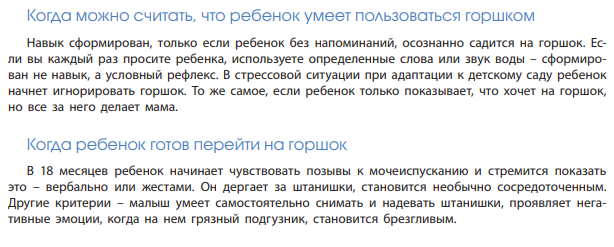 Когда можно считать, что ребенок умеет пользоваться горшком
Навык сформирован, только если ребенок без напоминаний, осознанно садится на горшок. Ес-
ли вы каждый раз просите ребенка, используете определенные слова или звук воды – сформиро-
ван не навык, а условный рефлекс. В стрессовой ситуации при адаптации к детскому саду ребенок
начнет игнорировать горшок. То же самое, если ребенок только показывает, что хочет на горшок,
но все за него делает мама.
Когда ребенок готов перейти на горшок
В 18 месяцев ребенок начинает чувствовать позывы к мочеиспусканию и стремится показать
это – вербально или жестами. Он дергает за штанишки, становится необычно сосредоточенным.
Другие критерии – малыш умеет самостоятельно снимать и надевать штанишки, проявляет нега-
тивные эмоции, когда на нем грязный подгузник, становится брезгливым.